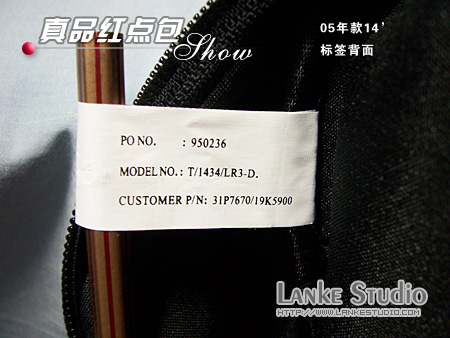 真品红点包
Show
05年款14'
标签背面
PO NO. : 950236
MODEL NO.: T/1434/LR3-D.
CUSTOMER P/N: 31P7670/19K5900
LANKE STUDIO
HTTP://WWW.LANKESTUDIO.COM